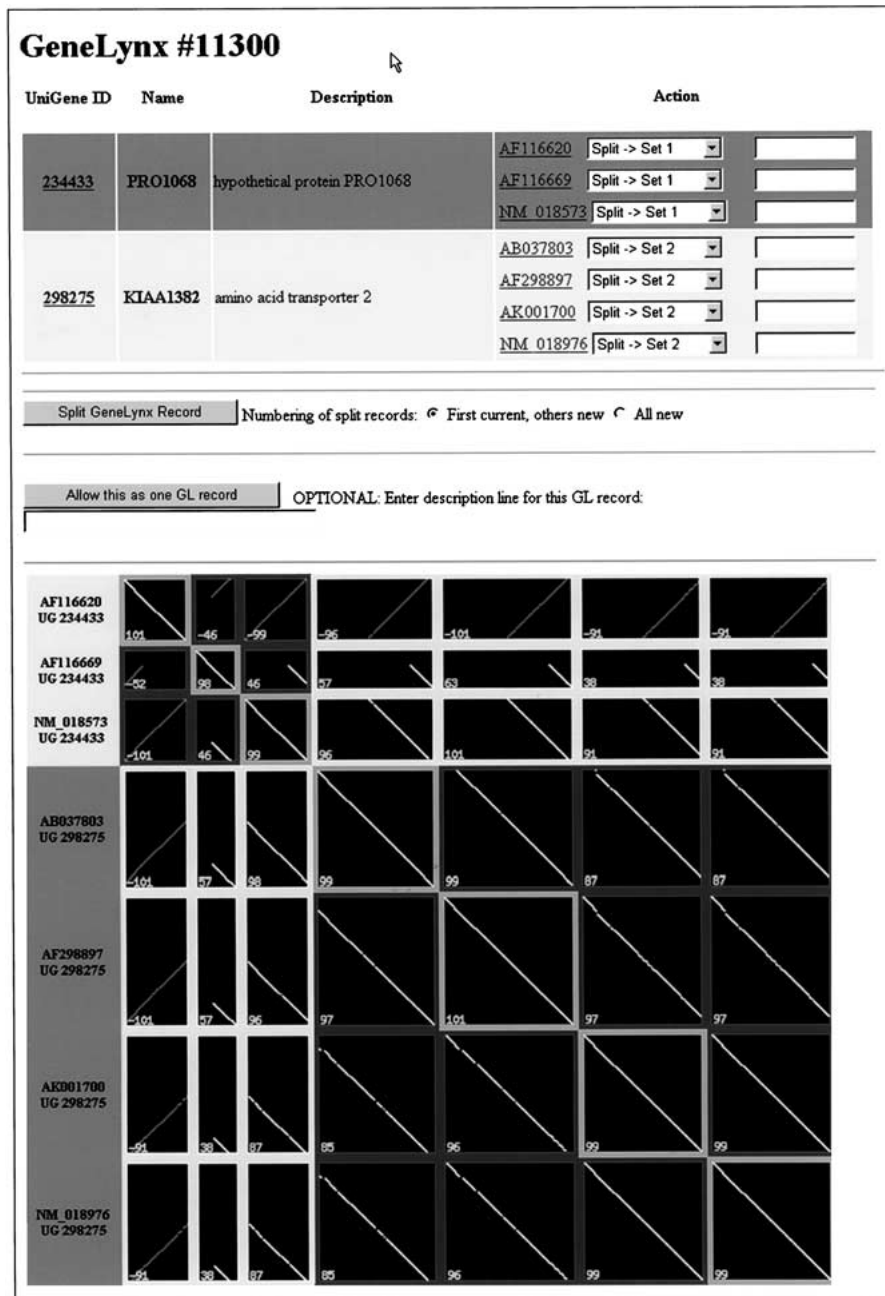 GeneLynx #11300
UniGene ID Name Description Action
234433 PRO1068 hypothetical protein PRO1068
AF116620 Split -> Set 1
AF116669 Split -> Set 1
NM_018573 Split -> Set 1
298275 KIAA1382 amino acid transporter 2
AB037803 Split -> Set 2
AF298897 Split -> Set 2
AK001700 Split -> Set 2
NM_018976 Split -> Set 2
Split GeneLynx Record Numbering of split records: First current, others new All new
Allow this as one GL record OPTIONAL: Enter description line for this GL record:
AF116620
UG 234433
101 -46 -99 -96 -101 -91 -91
AF116669
UG 234433
-52 98 46 57 63 38 38
NM_018573
UG 234433
-101 46 99 96 101 91 91
AB037803
UG 298275
-101 57 98 99 99 87 87
AF298897
UG 298275
-101 57 96 97 101 97 97
AK001700
UG 298275
-91 38 87 85 96 99 99
NM_018976
UG 298275
-91 38 87 85 96 99 99